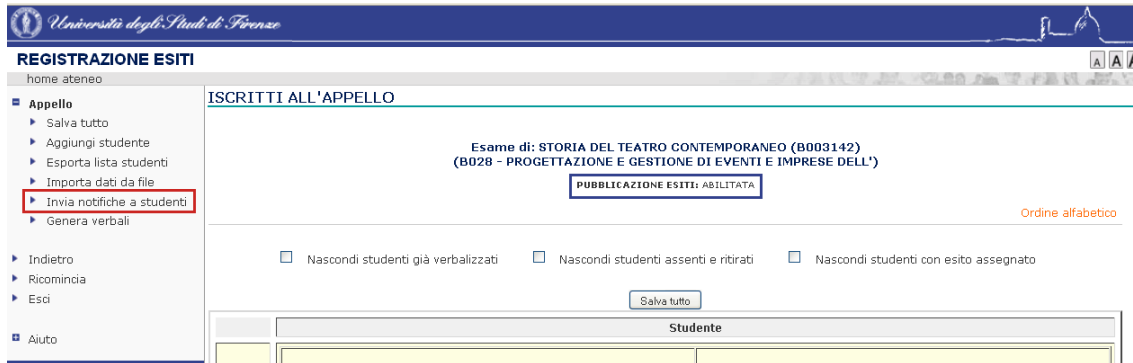 Università degli Studi di Firenze
REGISTRAZIONE ESITI
A A A
home ateneo
Appello
Salva tutto
Aggiungi studente
Esporta lista studenti
Importa dati da file
Invia notifiche a studenti
Genera verbali
Indietro
Ricomincia
Esci
Aiuto
ISCRITTI ALL'APPELLO
Esame di: STORIA DEL TEATRO CONTEMPORANEO (B003142)
(B028 - PROGETTAZIONE E GESTIONE DI EVENTI E IMPRESE DELL')
PUBBLICAZIONE ESITI: ABILITATA
Ordine alfabetico
Nascondi studenti già verbalizzati Nascondi studenti assenti e ritirati Nascondi studenti con esito assegnato
Salva tutto
Studente